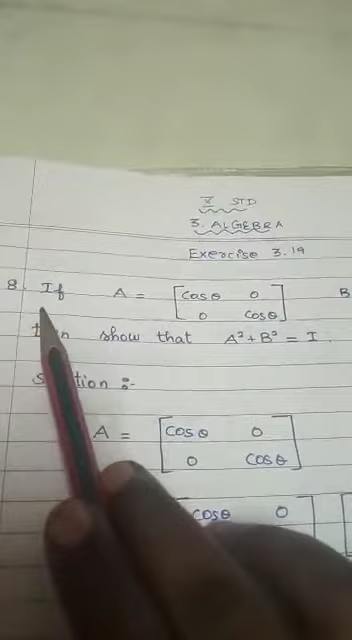 X STD
3. ALGEBRA
Exercise 3.19
8. If A = [cosθ 0 B
0 cosθ]
show that A² + B² = I.
:-
A = [cosθ 0
0 cosθ]
cosθ 0